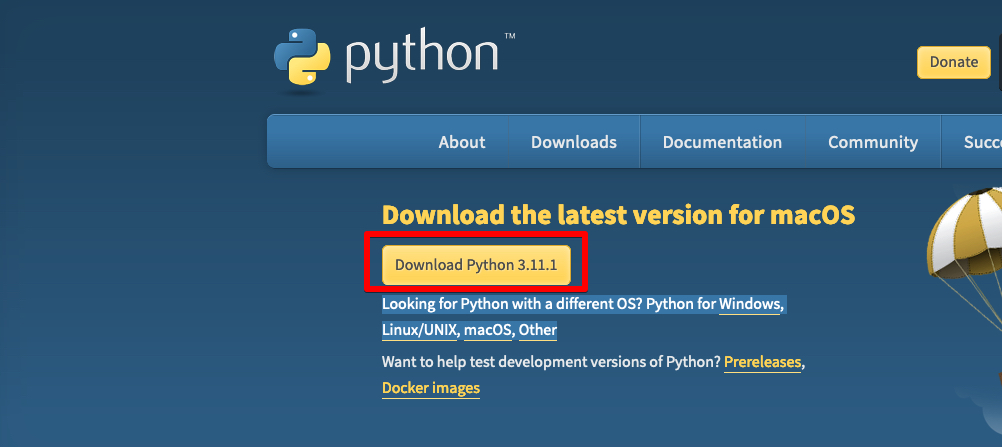 python™
Donate
About Downloads Documentation Community Succ
Download the latest version for macOS
Download Python 3.11.1
Looking for Python with a different OS? Python for Windows,
Linux/UNIX, macOS, Other
Want to help test development versions of Python? Prereleases,
Docker images